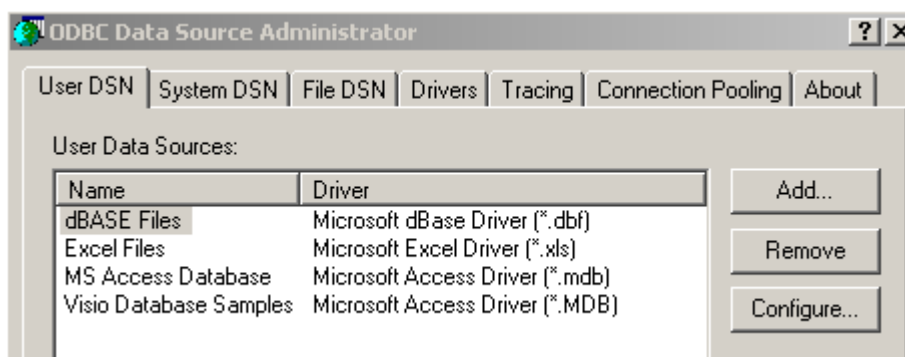 ODBC Data Source Administrator
? X
User DSN System DSN File DSN Drivers Tracing Connection Pooling About
User Data Sources:
Name Driver
dBASE Files Microsoft dBase Driver (*.dbf)
Excel Files Microsoft Excel Driver (*.xls)
MS Access Database Microsoft Access Driver (*.mdb)
Visio Database Samples Microsoft Access Driver (*.MDB)
Add...
Remove
Configure...